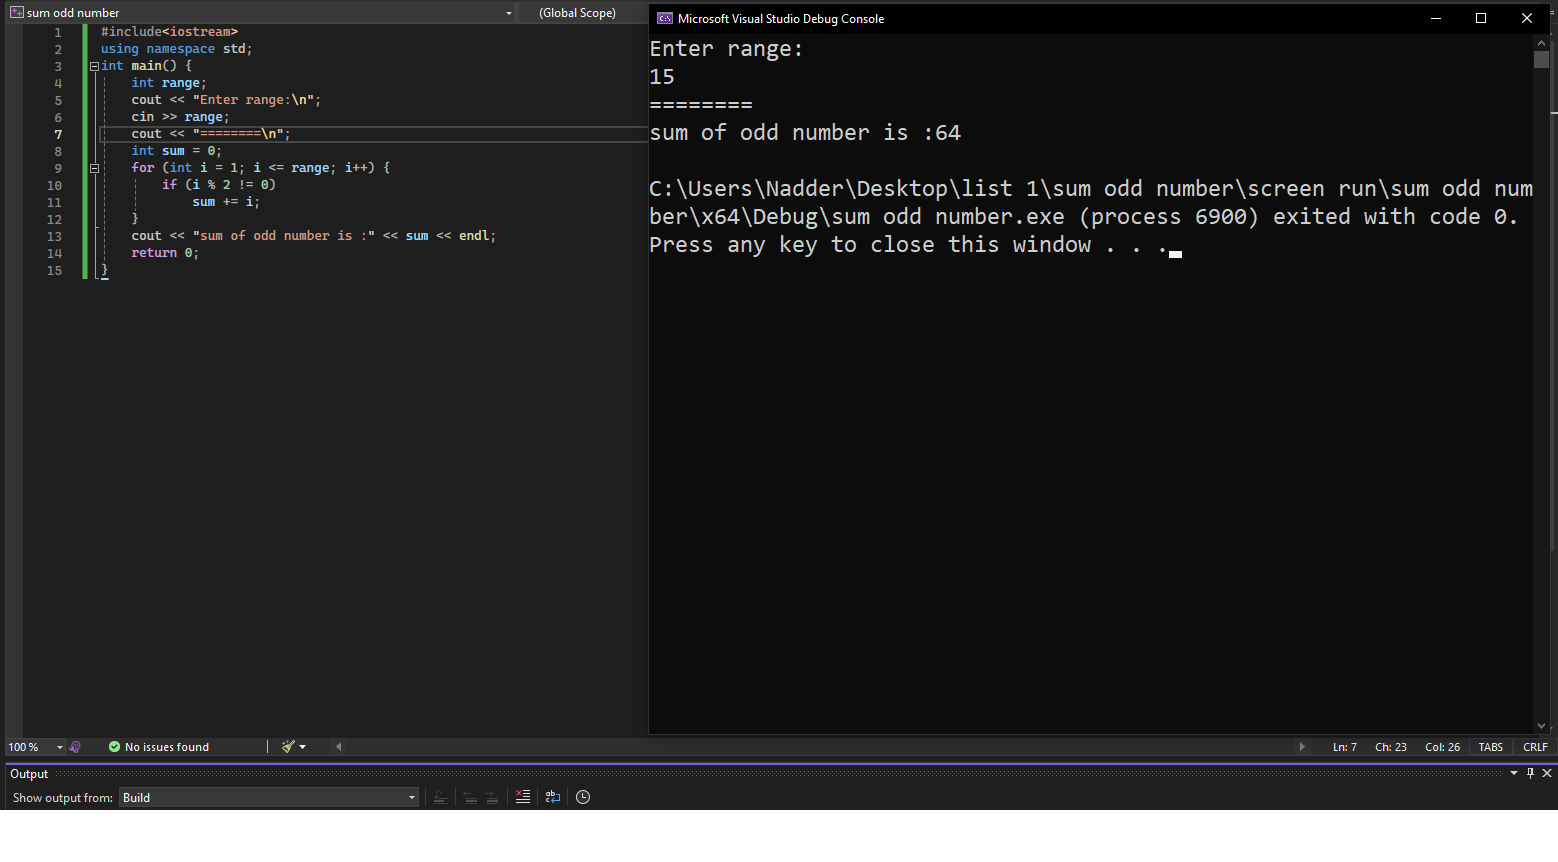 sum odd number
(Global Scope)
1 #include<iostream>
2 using namespace std;
3 int main() {
4 int range;
5 cout << "Enter range:\n";
6 cin >> range;
7 cout << "========\n";
8 int sum = 0;
9 for (int i = 1; i <= range; i++) {
10 if (i % 2 != 0)
11 sum += i;
12 }
13 cout << "sum of odd number is :" << sum << endl;
14 return 0;
15 }
Microsoft Visual Studio Debug Console
Enter range:
15
========
sum of odd number is :64
C:\Users\Nadder\Desktop\list 1\sum odd number\screen run\sum odd num
ber\x64\Debug\sum odd number.exe (process 6900) exited with code 0.
Press any key to close this window . . .
100 %
No issues found
Ln: 7 Ch: 23 Col: 26 TABS CRLF
Output
Show output from: Build